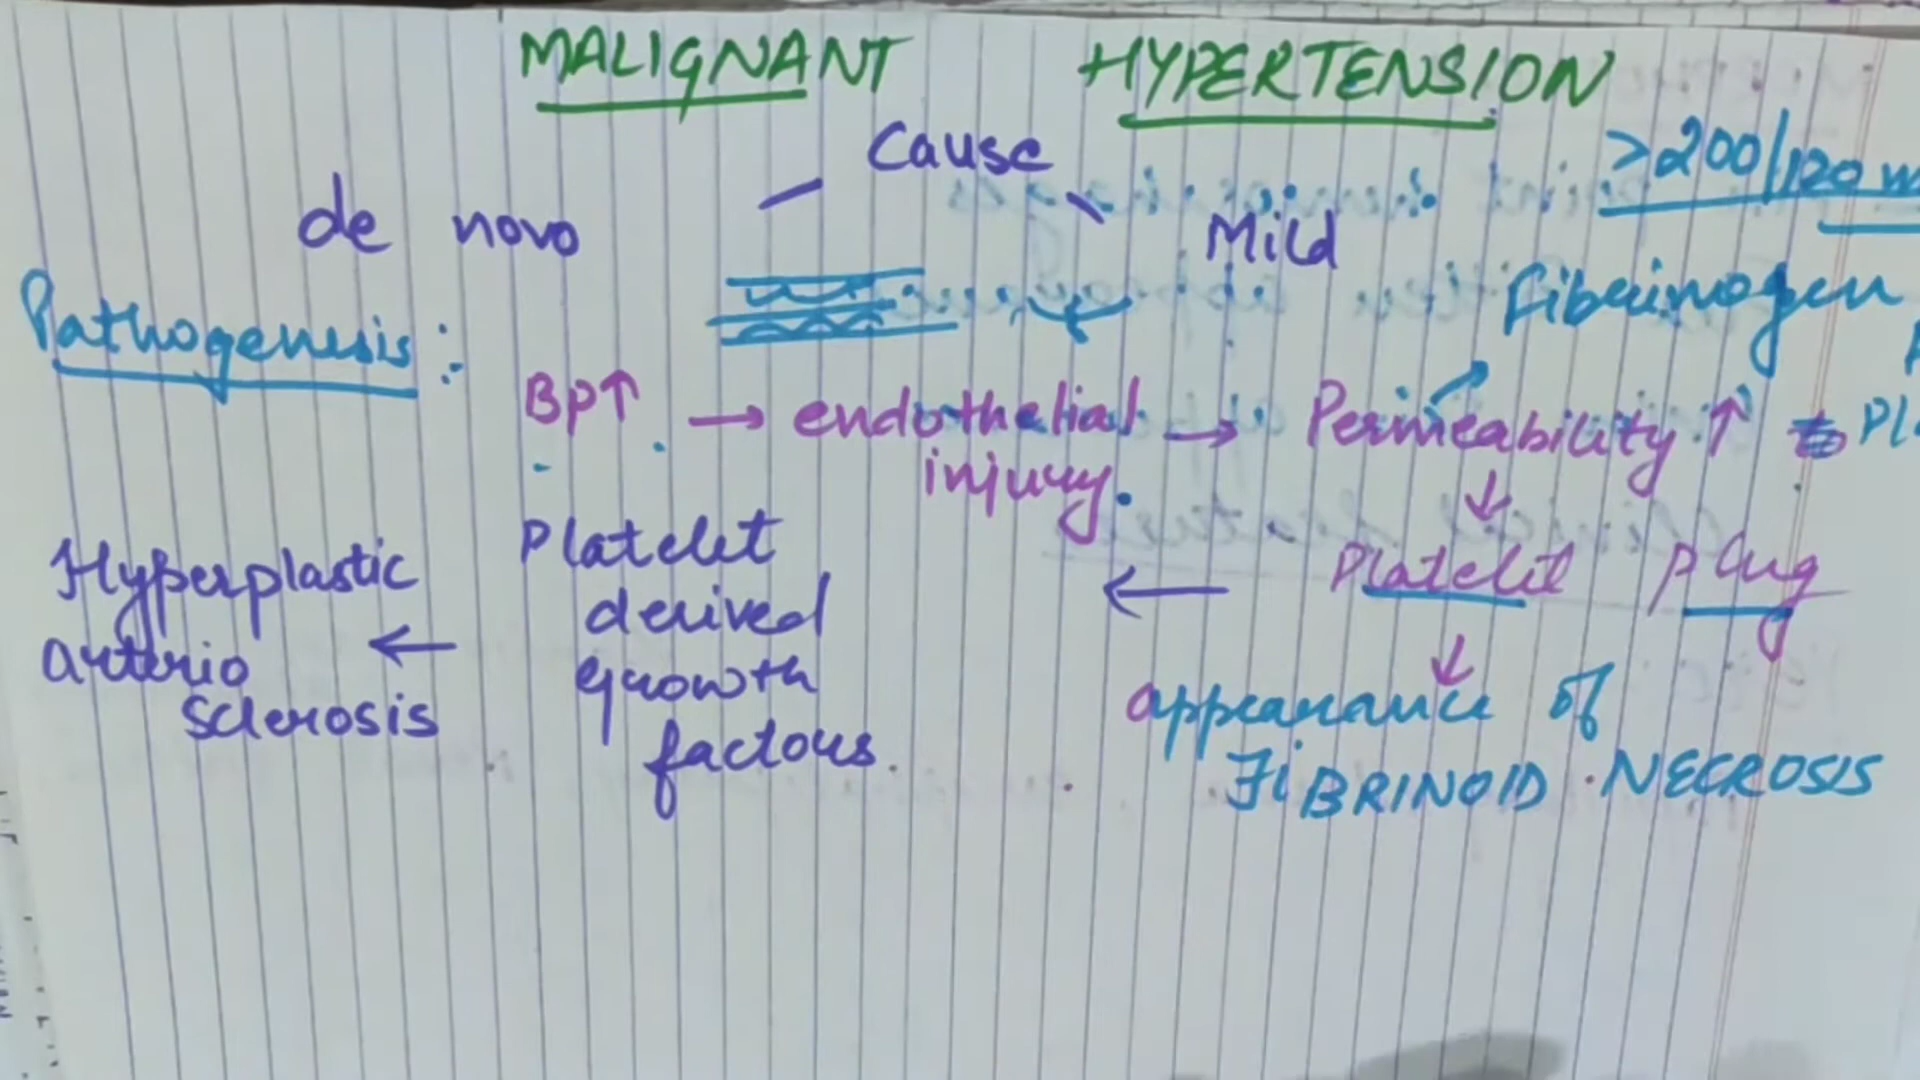 MALIGNANT HYPERTENSION
Cause
>200/120
de novo
Mild
Pathogenesis :
Fibrinogen
BP↑ → endothelial injury → Permeability ↑
↓
Platelet plug
←
Platelet
derived
growth
factors
←
Hyperplastic
arterio
sclerosis
↓
appearance of
FIBRINOID NECROSIS